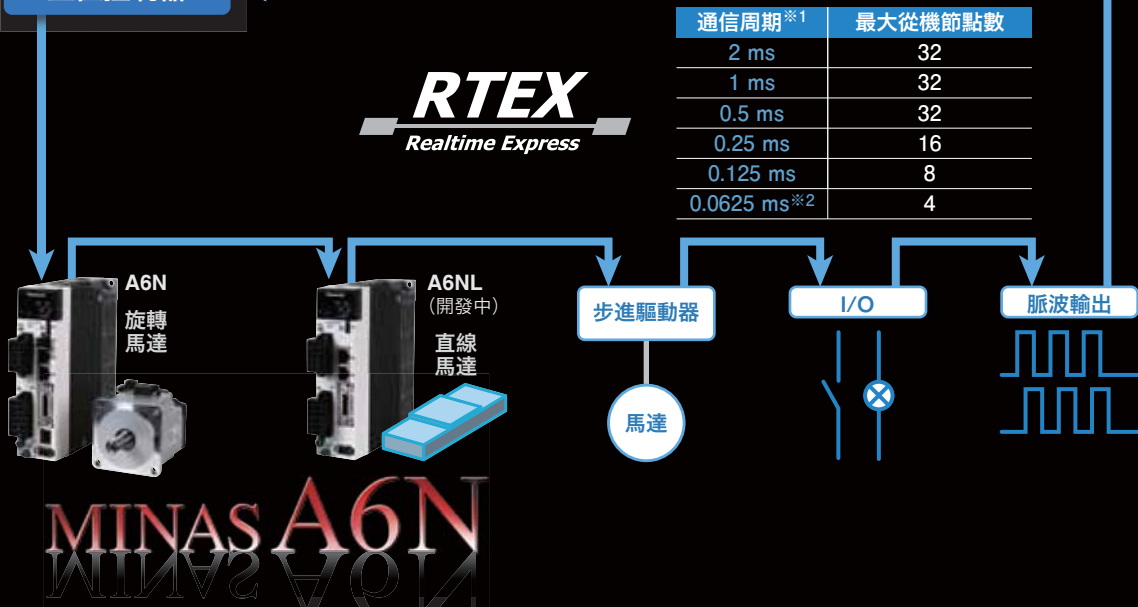 通信周期※1 最大從機節點數
2 ms 32
1 ms 32
0.5 ms 32
0.25 ms 16
0.125 ms 8
0.0625 ms※2 4
RTEX
Realtime Express
A6N
旋轉
馬達
A6NL
（開發中）
直線
馬達
步進驅動器
馬達
I/O
脈波輸出
MINAS A6N